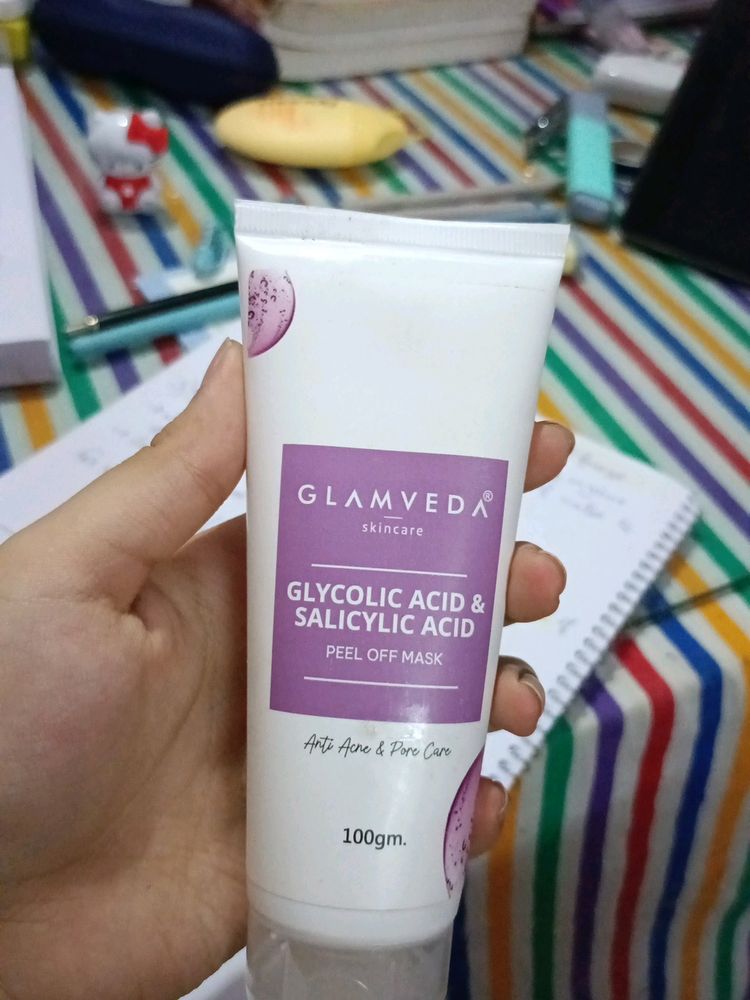 GLAMVEDA®
skincare
GLYCOLIC ACID &
SALICYLIC ACID
PEEL OFF MASK
Anti Acne & Pore Care
100gm.